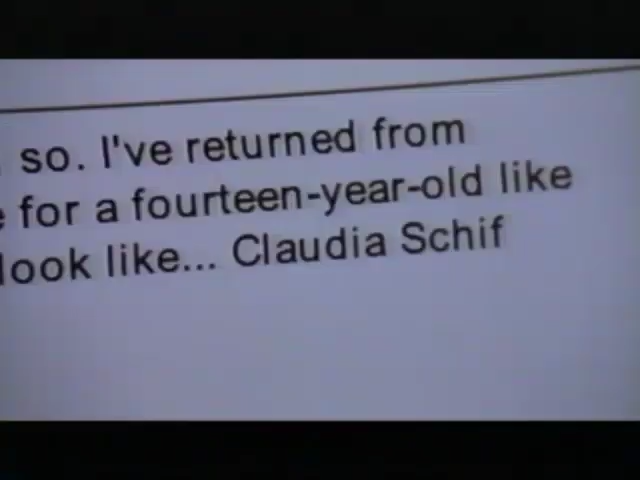 so. I've returned from
for a fourteen-year-old like
look like... Claudia Schif